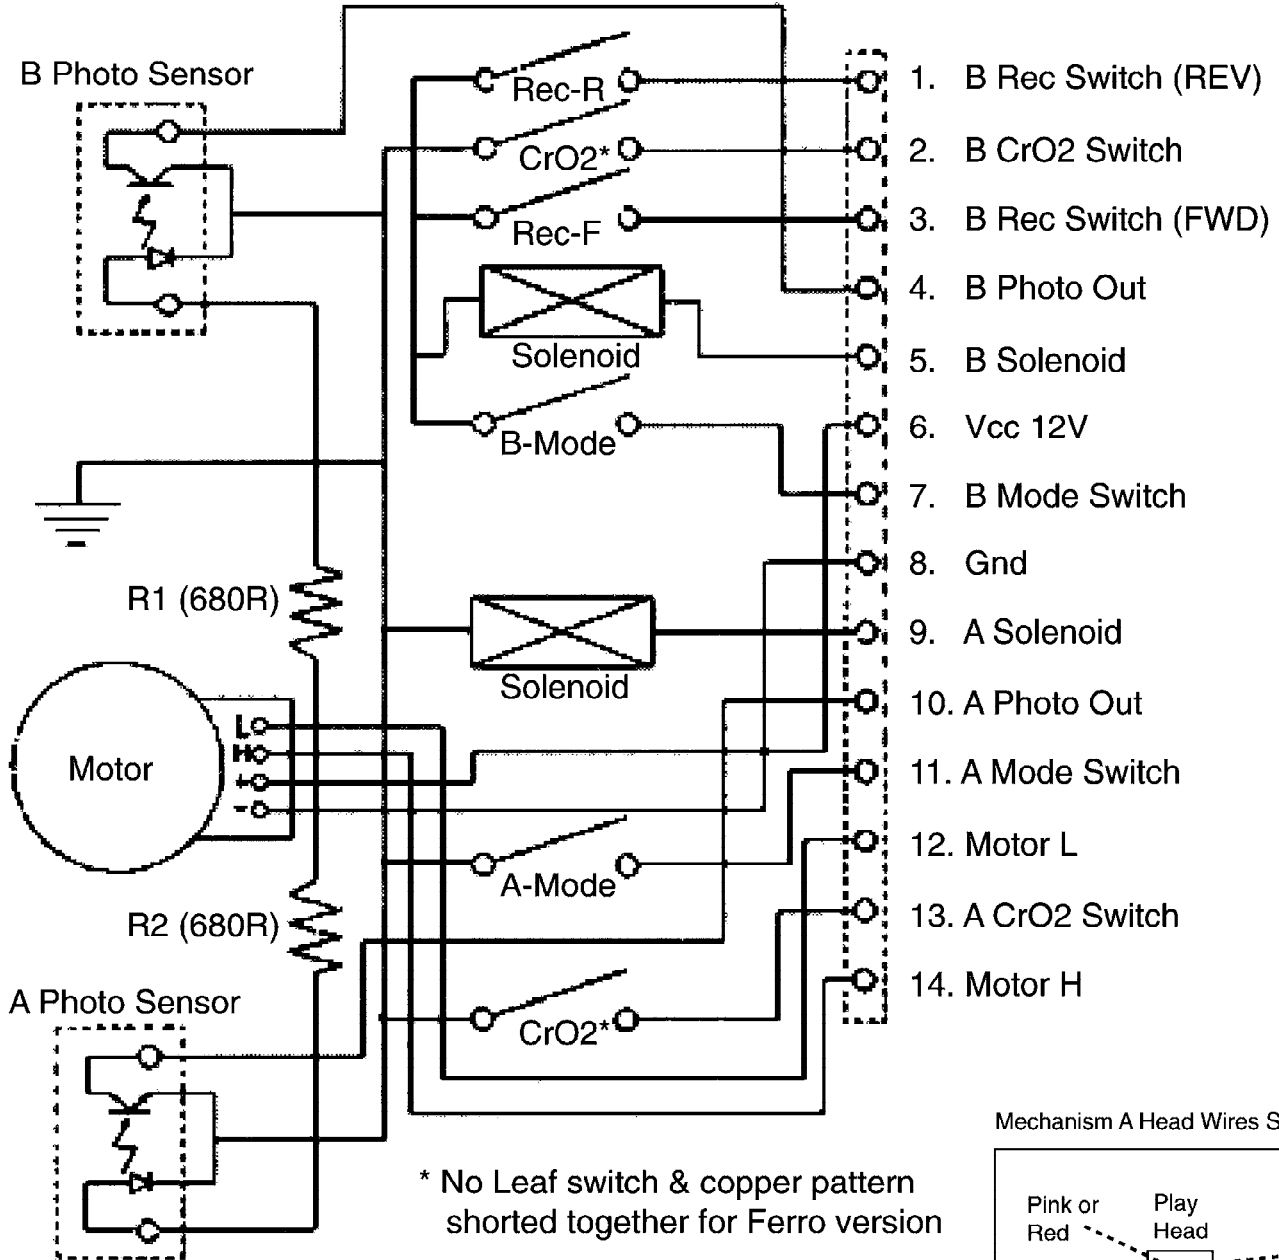 B Photo Sensor
Rec-R
CrO2*
Rec-F
Solenoid
B-Mode
1. B Rec Switch (REV)
2. B CrO2 Switch
3. B Rec Switch (FWD)
4. B Photo Out
5. B Solenoid
6. Vcc 12V
7. B Mode Switch
8. Gnd
9. A Solenoid
10. A Photo Out
11. A Mode Switch
12. Motor L
13. A CrO2 Switch
14. Motor H
R1 (680R)
Solenoid
Motor
L
H
+
-
A-Mode
R2 (680R)
A Photo Sensor
CrO2*
* No Leaf switch & copper pattern
shorted together for Ferro version
Mechanism A Head Wires S
Pink or
Red
Play
Head